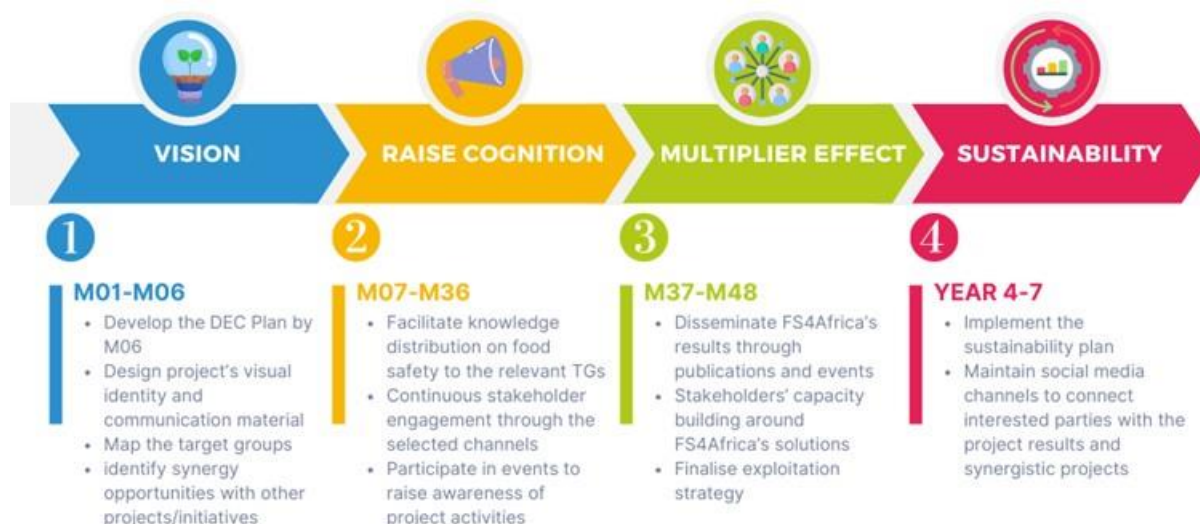 VISION
RAISE COGNITION
MULTIPLIER EFFECT
SUSTAINABILITY
1
M01-M06
• Develop the DEC Plan by
M06
• Design project's visual
identity and
communication material
• Map the target groups
• identify synergy
opportunities with other
projects/initiatives
2
M07-M36
• Facilitate knowledge
distribution on food
safety to the relevant TGs
• Continuous stakeholder
engagement through the
selected channels
• Participate in events to
raise awareness of
project activities
3
M37-M48
• Disseminate FS4Africa's
results through
publications and events
• Stakeholders' capacity
building around
FS4Africa's solutions
• Finalise exploitation
strategy
4
YEAR 4-7
• Implement the
sustainability plan
• Maintain social media
channels to connect
interested parties with the
project results and
synergistic projects